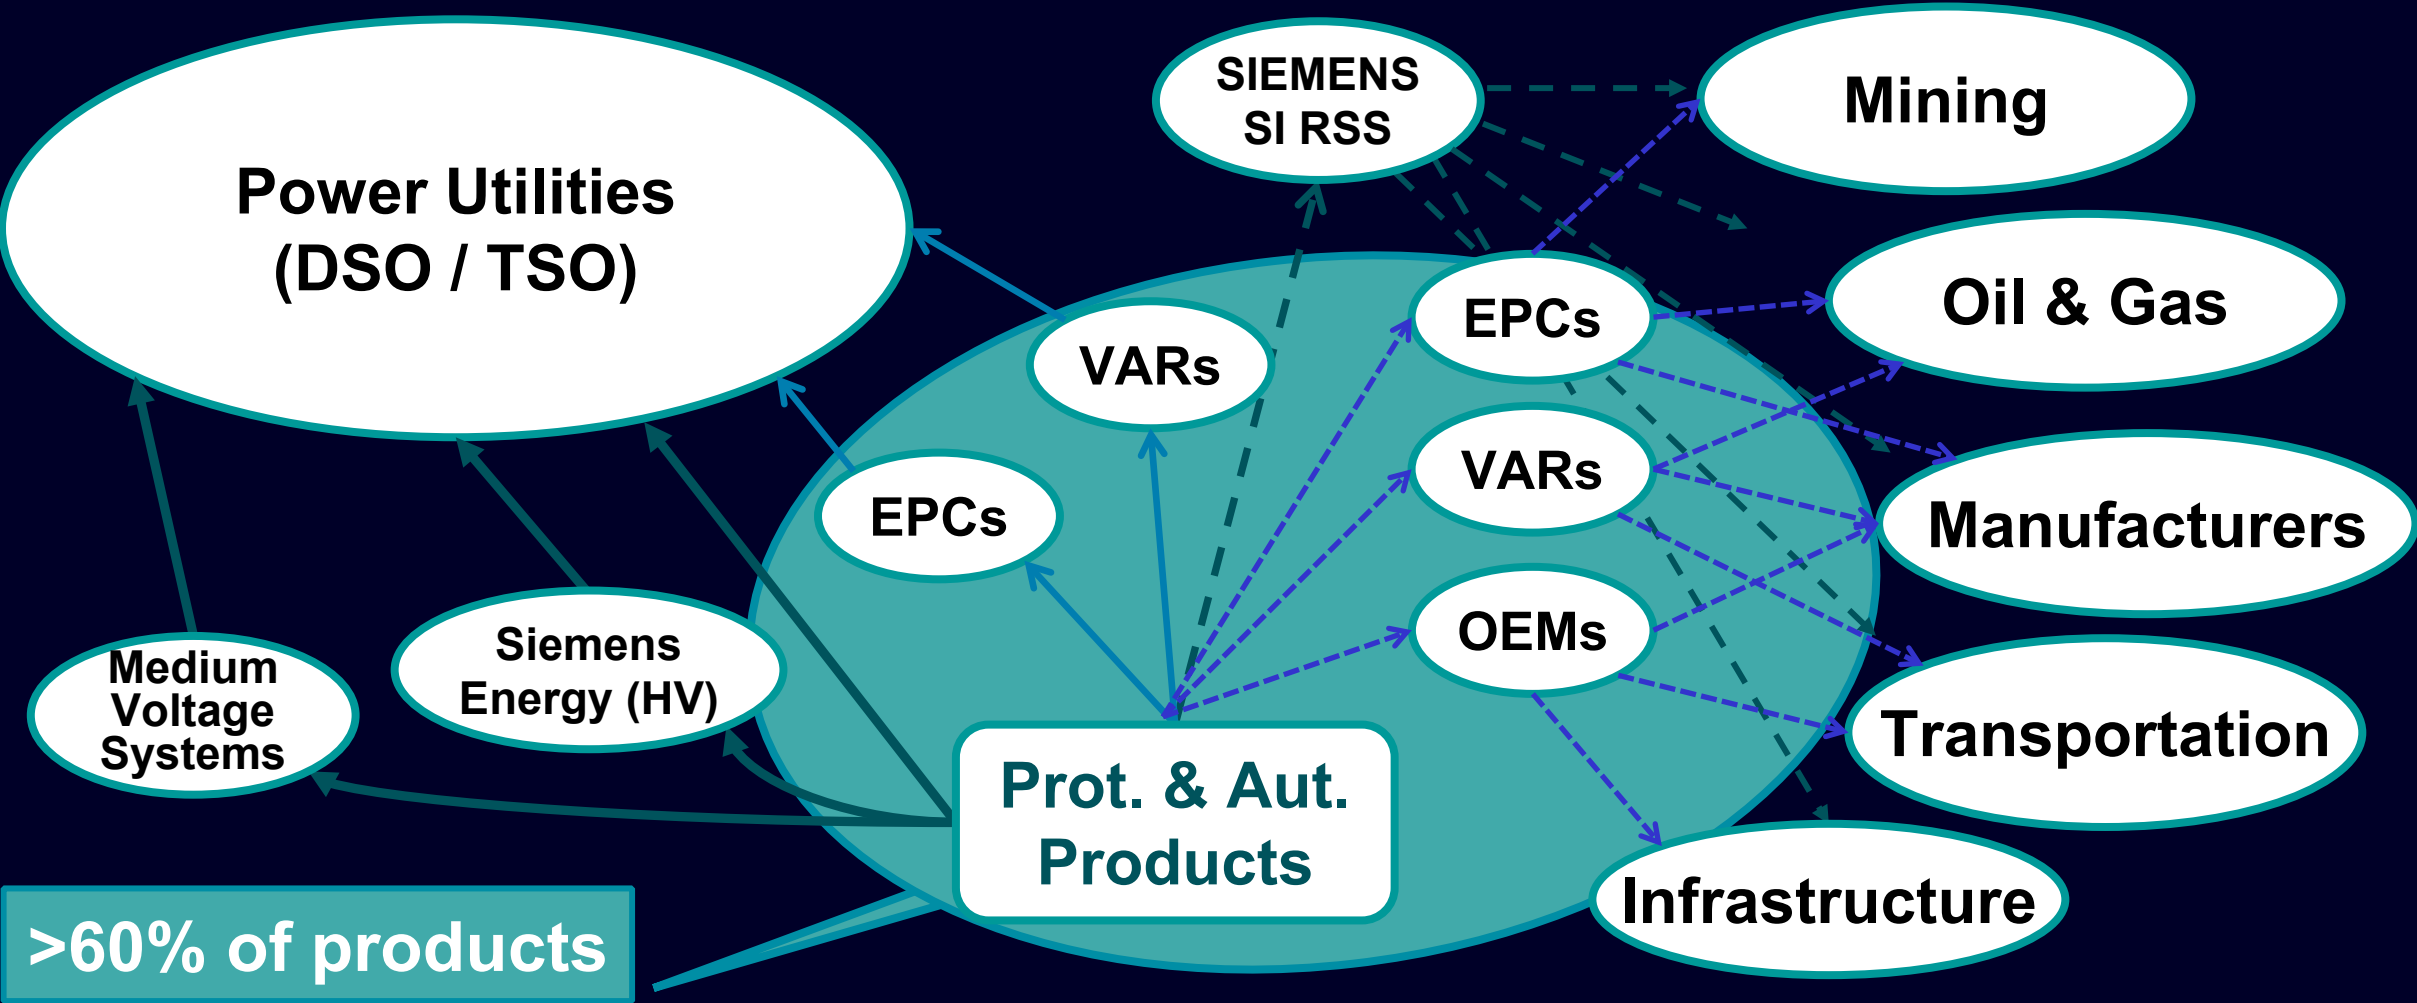 SIEMENS
SI RSS
Mining
Power Utilities
(DSO / TSO)
Oil & Gas
EPCs
VARs
VARs
EPCs
Manufacturers
OEMs
Siemens
Energy (HV)
Medium
Voltage
Systems
Transportation
Prot. & Aut.
Products
Infrastructure
>60% of products